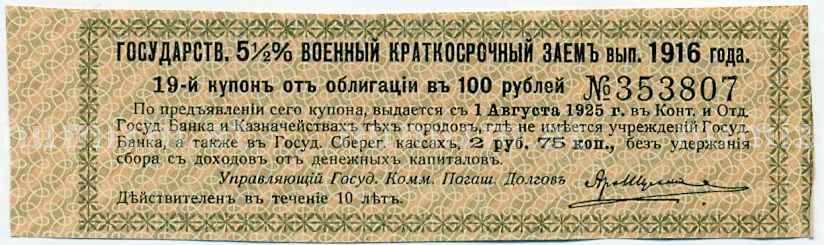 ГОСУДАРСТВ. 5½% ВОЕННЫЙ КРАТКОСРОЧНЫЙ ЗАЕМЪ вып. 1916 года.
19-й купонъ отъ облигаціи въ 100 рублей №353807
По предъявленіи сего купона, выдается съ 1 Августа 1925 г. въ Конт. и Отд.
Госуд. Банка и Казначействахъ тѣхъ городовъ, гдѣ не имѣется учрежденій Госуд.
Банка, а также въ Госуд. Сберег. кассахъ, 2 руб. 75 коп., безъ удержанія
сбора съ доходовъ отъ денежныхъ капиталовъ.
Управляющій Госуд. Комм. Погаш. Долговъ
Дѣйствителенъ въ теченіе 10 лѣтъ.